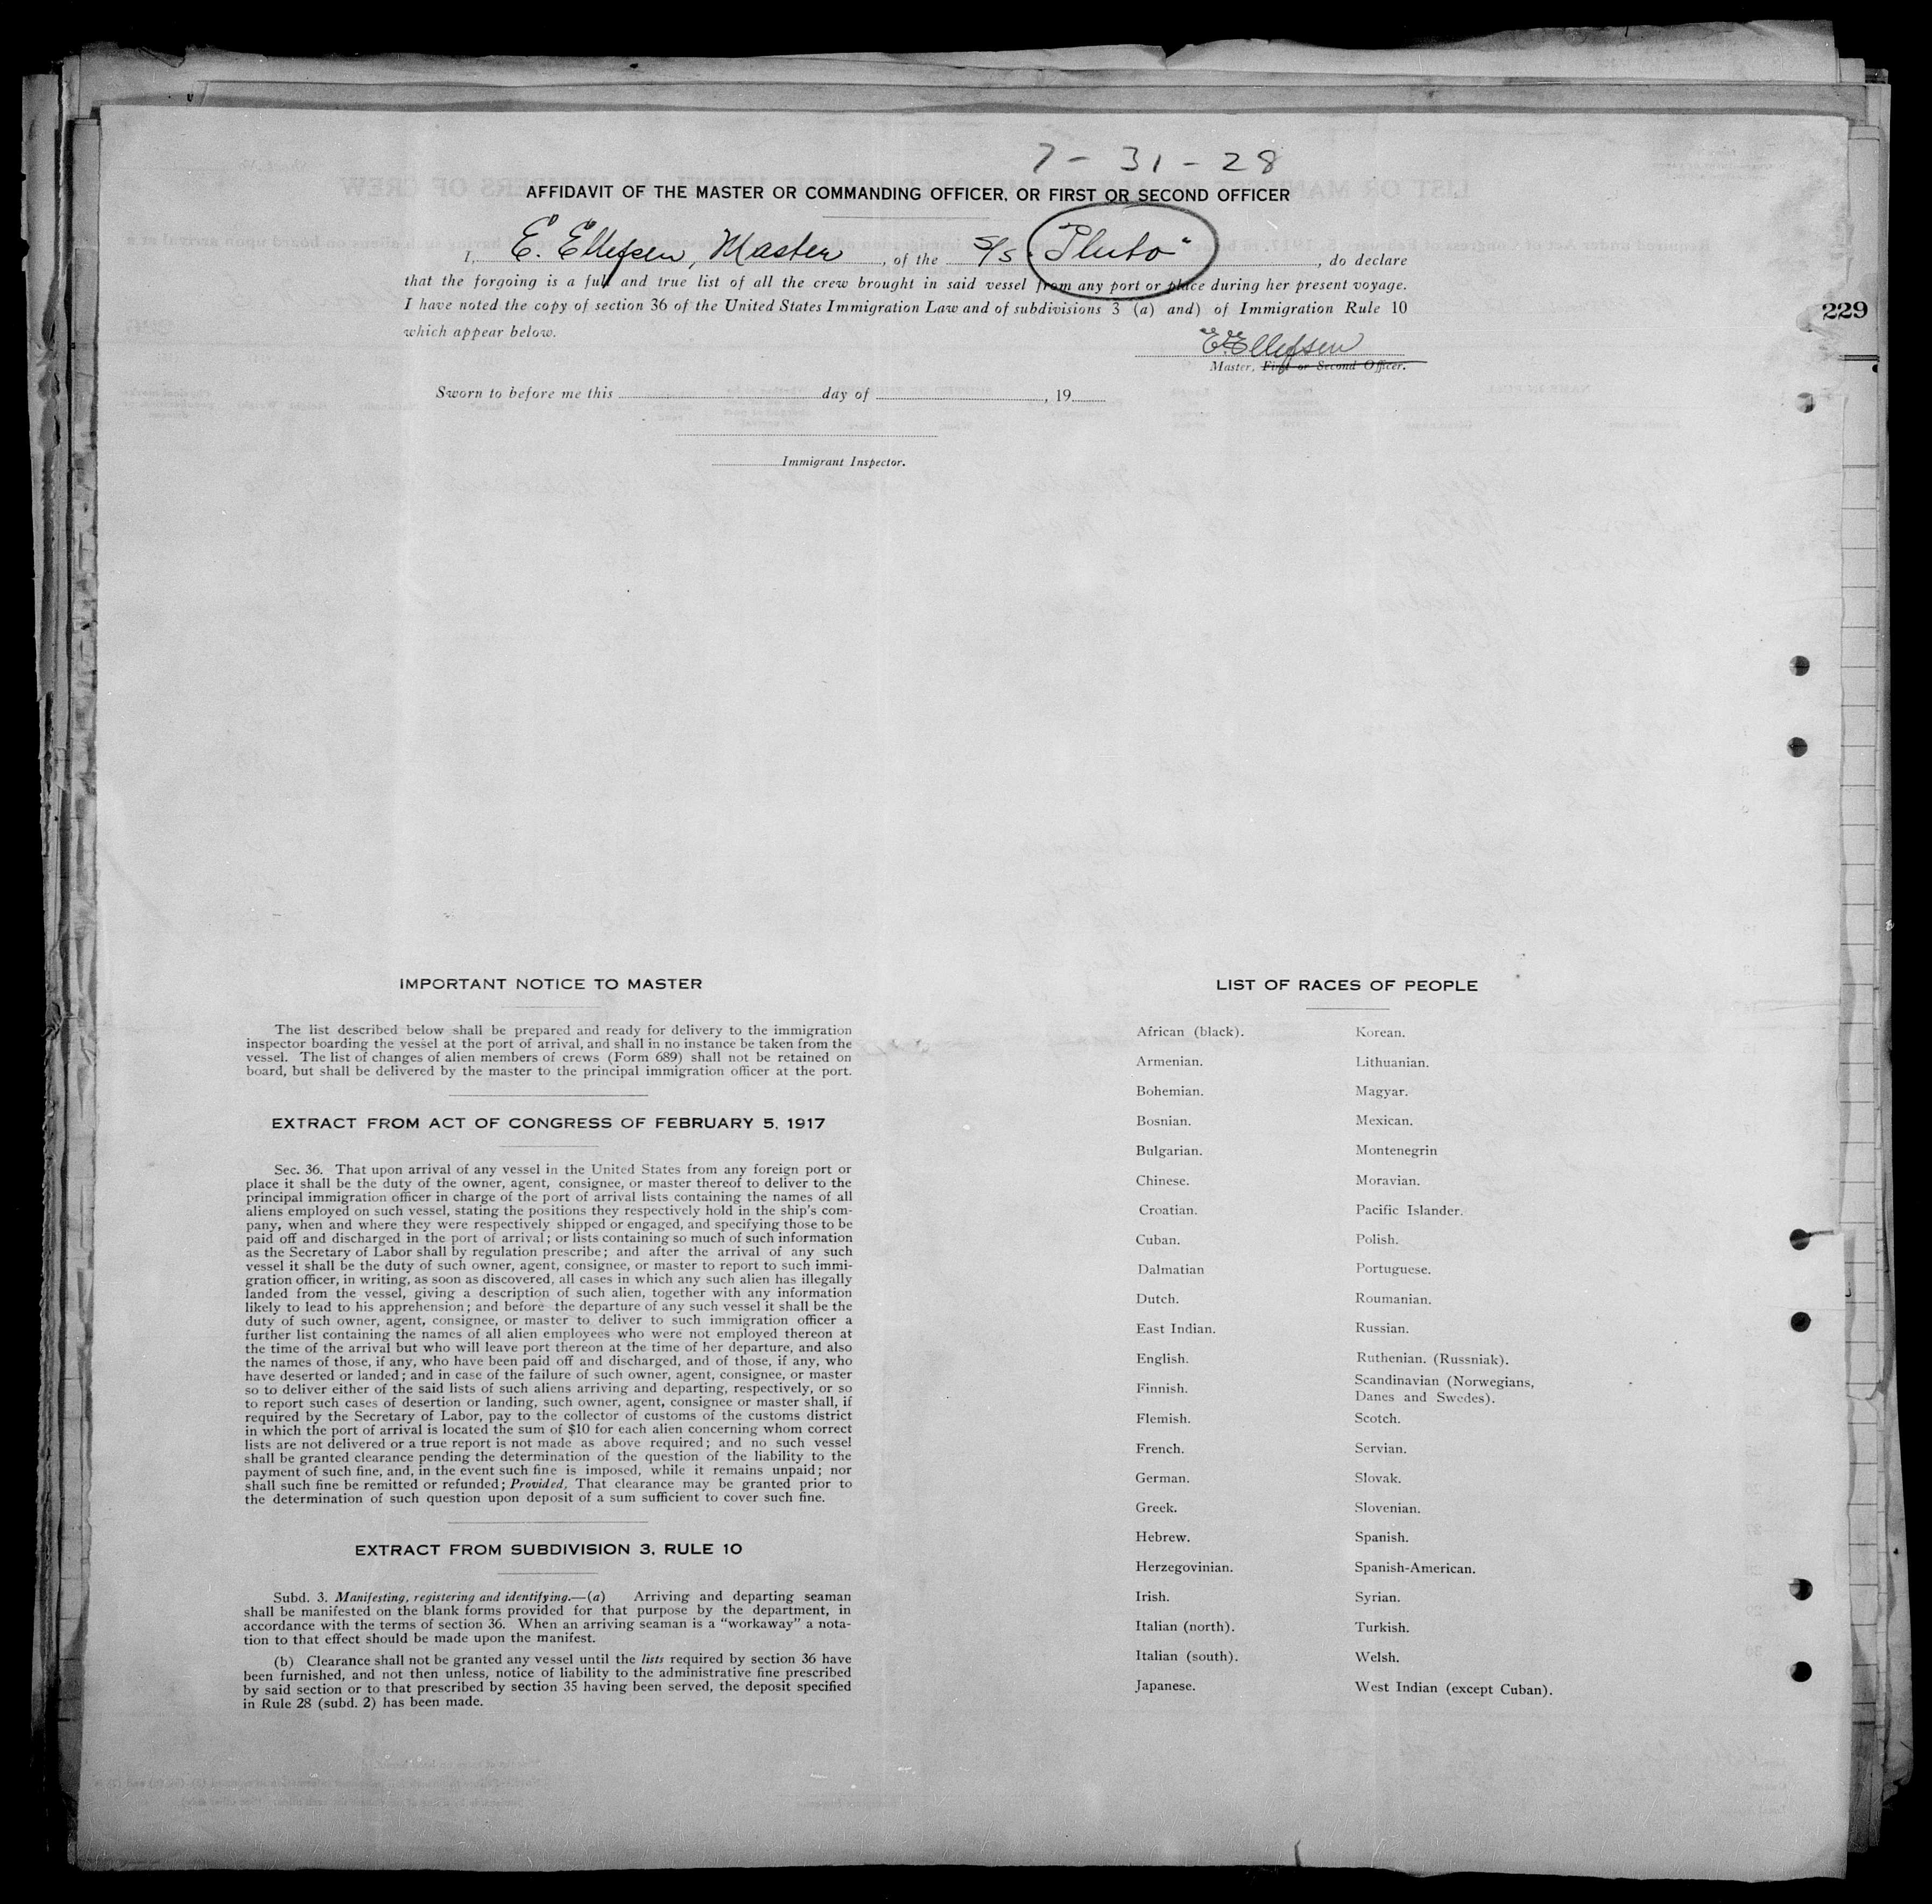 7 - 31 - 28
AFFIDAVIT OF THE MASTER OR COMMANDING OFFICER, OR FIRST OR SECOND OFFICER
I, E. Ellefsen, Master, of the S/S. "Pluto", do declare
that the forgoing is a full and true list of all the crew brought in said vessel from any port or place during her present voyage.
I have noted the copy of section 36 of the United States Immigration Law and of subdivisions 3 (a) and) of Immigration Rule 10
which appear below.
229
E. Ellefsen
Master, First or Second Officer.
Sworn to before me this day of , 19
Immigrant Inspector.
IMPORTANT NOTICE TO MASTER
The list described below shall be prepared and ready for delivery to the immigration
inspector boarding the vessel at the port of arrival, and shall in no instance be taken from the
vessel. The list of changes of alien members of crews (Form 689) shall not be retained on
board, but shall be delivered by the master to the principal immigration officer at the port.
EXTRACT FROM ACT OF CONGRESS OF FEBRUARY 5, 1917
Sec. 36. That upon arrival of any vessel in the United States from any foreign port or
place it shall be the duty of the owner, agent, consignee, or master thereof to deliver to the
principal immigration officer in charge of the port of arrival lists containing the names of all
aliens employed on such vessel, stating the positions they respectively hold in the ship's com-
pany, when and where they were respectively shipped or engaged, and specifying those to be
paid off and discharged in the port of arrival; or lists containing so much of such information
as the Secretary of Labor shall by regulation prescribe; and after the arrival of any such
vessel it shall be the duty of such owner, agent, consignee, or master to report to such immi-
gration officer, in writing, as soon as discovered, all cases in which any such alien has illegally
landed from the vessel, giving a description of such alien, together with any information
likely to lead to his apprehension; and before the departure of any such vessel it shall be the
duty of such owner, agent, consignee, or master to deliver to such immigration officer a
further list containing the names of all alien employees who were not employed thereon at
the time of the arrival but who will leave port thereon at the time of her departure, and also
the names of those, if any, who have been paid off and discharged, and of those, if any, who
have deserted or landed; and in case of the failure of such owner, agent, consignee, or master
so to deliver either of the said lists of such aliens arriving and departing, respectively, or so
to report such cases of desertion or landing, such owner, agent, consignee or master shall, if
required by the Secretary of Labor, pay to the collector of customs of the customs district
in which the port of arrival is located the sum of $10 for each alien concerning whom correct
lists are not delivered or a true report is not made as above required; and no such vessel
shall be granted clearance pending the determination of the question of the liability to the
payment of such fine, and, in the event such fine is imposed, while it remains unpaid; nor
shall such fine be remitted or refunded; Provided, That clearance may be granted prior to
the determination of such question upon deposit of a sum sufficient to cover such fine.
EXTRACT FROM SUBDIVISION 3, RULE 10
Subd. 3. Manifesting, registering and identifying.—(a) Arriving and departing seaman
shall be manifested on the blank forms provided for that purpose by the department, in
accordance with the terms of section 36. When an arriving seaman is a "workaway" a nota-
tion to that effect should be made upon the manifest.
(b) Clearance shall not be granted any vessel until the lists required by section 36 have
been furnished, and not then unless, notice of liability to the administrative fine prescribed
by said section or to that prescribed by section 35 having been served, the deposit specified
in Rule 28 (subd. 2) has been made.
LIST OF RACES OF PEOPLE
African (black).
Armenian.
Bohemian.
Bosnian.
Bulgarian.
Chinese.
Croatian.
Cuban.
Dalmatian
Dutch.
East Indian.
English.
Finnish.
Flemish.
French.
German.
Greek.
Hebrew.
Herzegovinian.
Irish.
Italian (north).
Italian (south).
Japanese.
Korean.
Lithuanian.
Magyar.
Mexican.
Montenegrin
Moravian.
Pacific Islander.
Polish.
Portuguese.
Roumanian.
Russian.
Ruthenian. (Russniak).
Scandinavian (Norwegians,
Danes and Swedes).
Scotch.
Servian.
Slovak.
Slovenian.
Spanish.
Spanish-American.
Syrian.
Turkish.
Welsh.
West Indian (except Cuban).